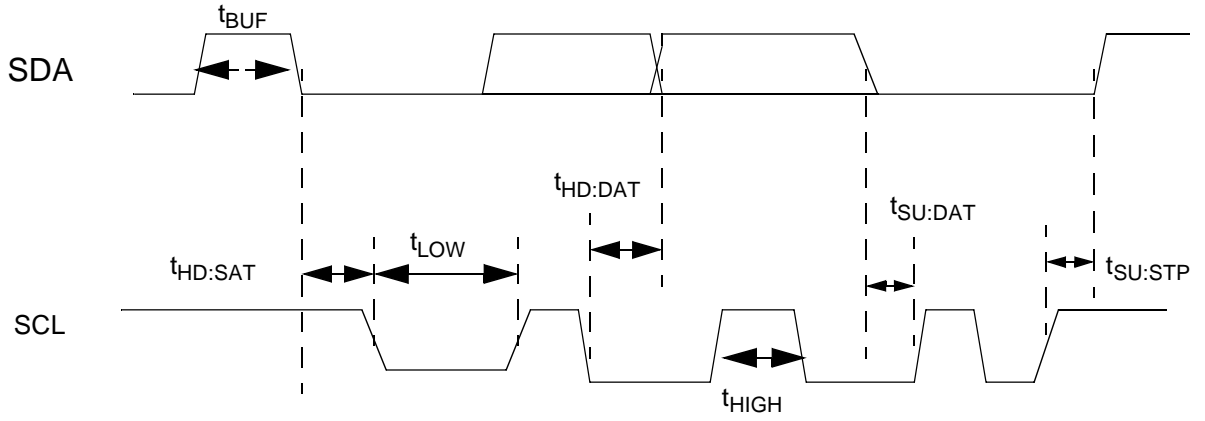 tBUF
SDA
tHD:DAT
tSU:DAT
tLOW
tHD:SAT
tSU:STP
SCL
tHIGH